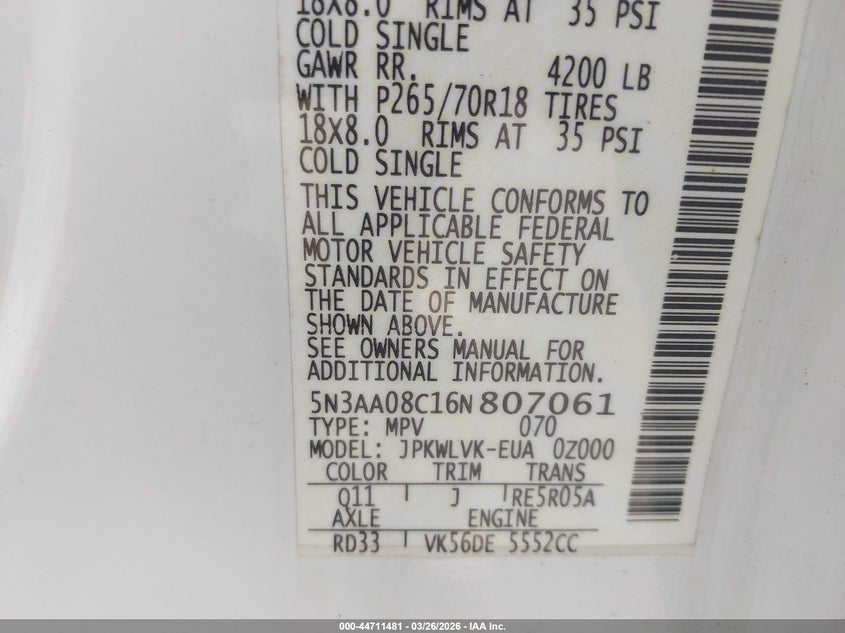 18X8.0 RIMS AT 35 PSI
COLD SINGLE
GAWR RR. 4200 LB
WITH P265/70R18 TIRES
18X8.0 RIMS AT 35 PSI
COLD SINGLE
THIS VEHICLE CONFORMS TO
ALL APPLICABLE FEDERAL
MOTOR VEHICLE SAFETY
STANDARDS IN EFFECT ON
THE DATE OF MANUFACTURE
SHOWN ABOVE.
SEE OWNERS MANUAL FOR
ADDITIONAL INFORMATION.
5N3AA08C16N807061
TYPE: MPV 070
MODEL: JPKWLVK-EUA 0Z000
COLOR TRIM TRANS
Q11 J RE5R05A
AXLE ENGINE
RD33 VK56DE 5552CC
000-44711481 - 03/26/2026 - IAA Inc.